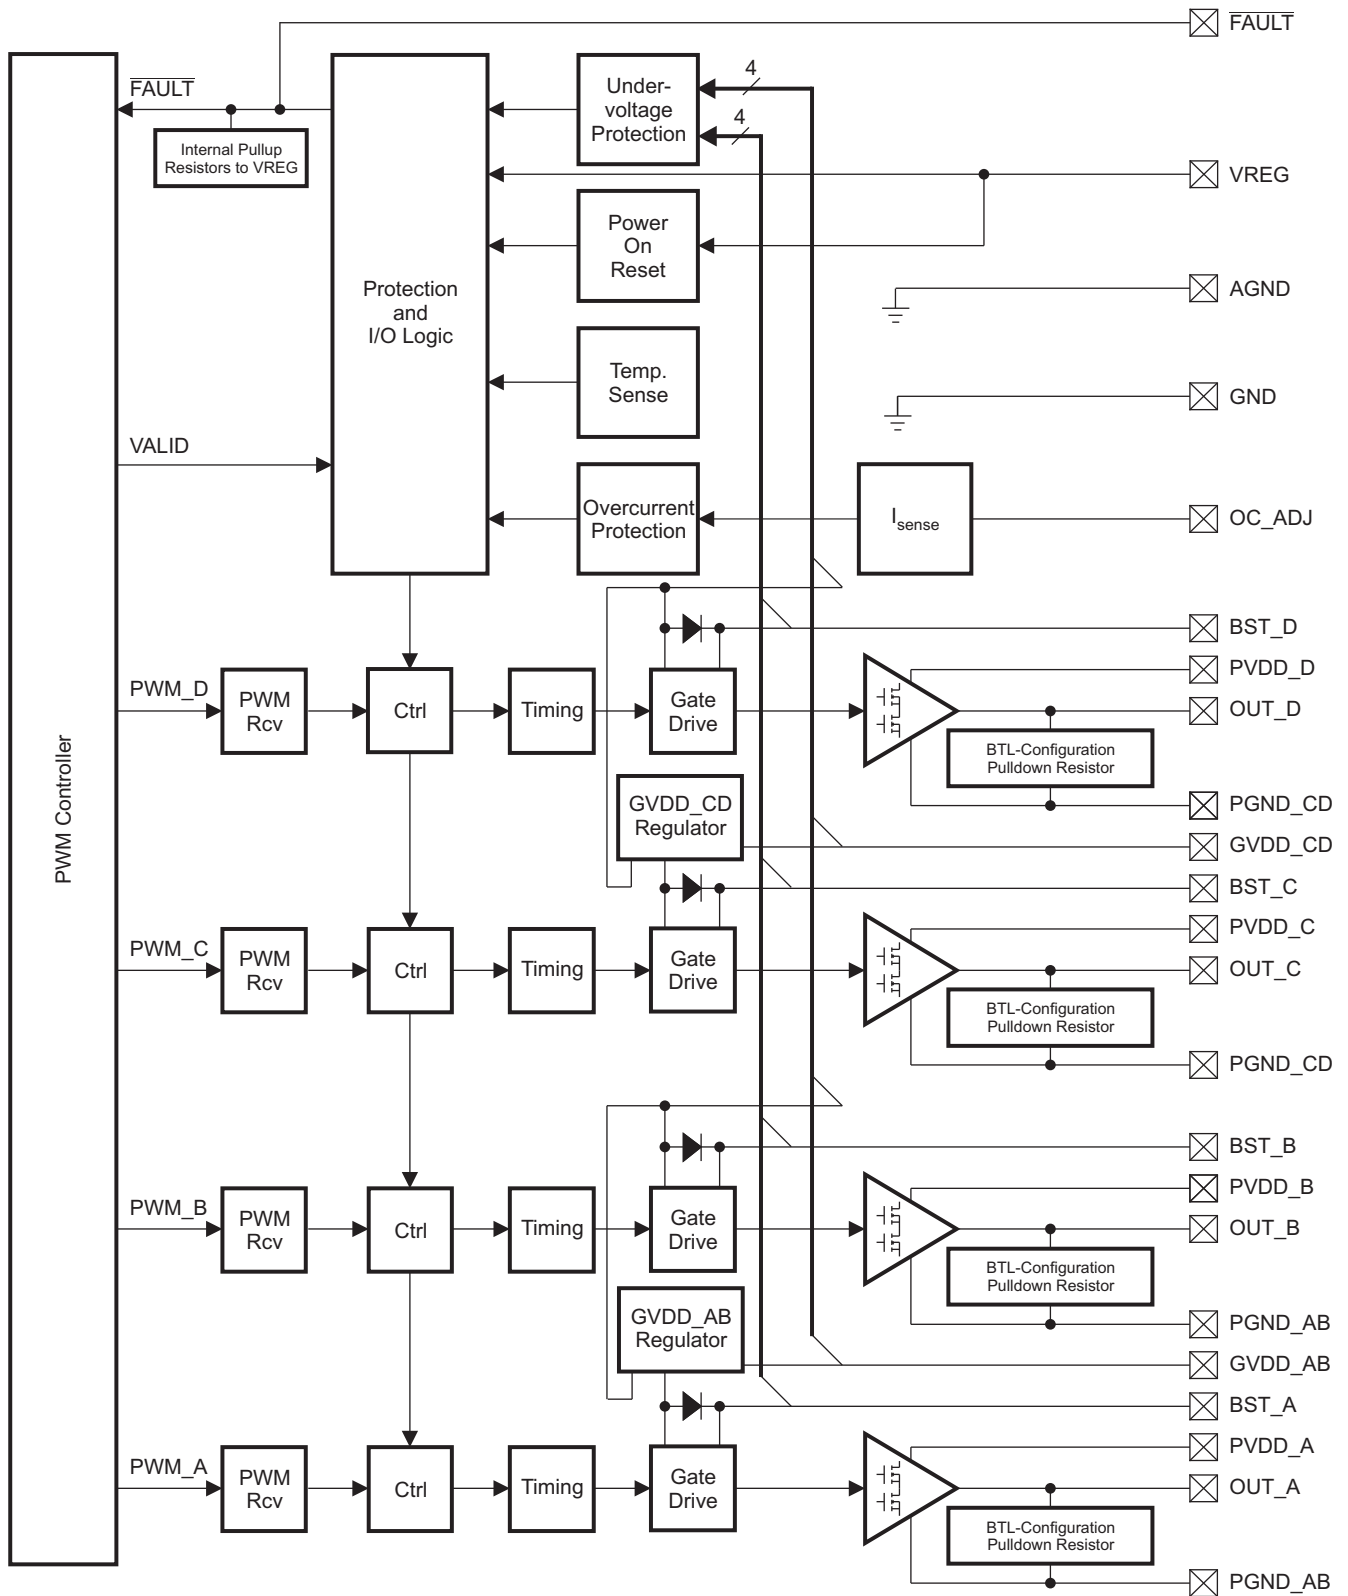 FAULT
FAULT
Internal Pullup
Resistors to VREG
Under-
voltage
Protection
4
4
VREG
Power
On
Reset
AGND
Protection
and
I/O Logic
Temp.
Sense
GND
VALID
Overcurrent
Protection
Isense
OC_ADJ
PWM Controller
BST_D
PVDD_D
PWM_D
PWM
Rcv
Ctrl
Timing
Gate
Drive
OUT_D
BTL-Configuration
Pulldown Resistor
GVDD_CD
Regulator
PGND_CD
GVDD_CD
BST_C
PVDD_C
PWM_C
PWM
Rcv
Ctrl
Timing
Gate
Drive
OUT_C
BTL-Configuration
Pulldown Resistor
PGND_CD
BST_B
PVDD_B
PWM_B
PWM
Rcv
Ctrl
Timing
Gate
Drive
OUT_B
BTL-Configuration
Pulldown Resistor
GVDD_AB
Regulator
PGND_AB
GVDD_AB
BST_A
PVDD_A
PWM_A
PWM
Rcv
Ctrl
Timing
Gate
Drive
OUT_A
BTL-Configuration
Pulldown Resistor
PGND_AB